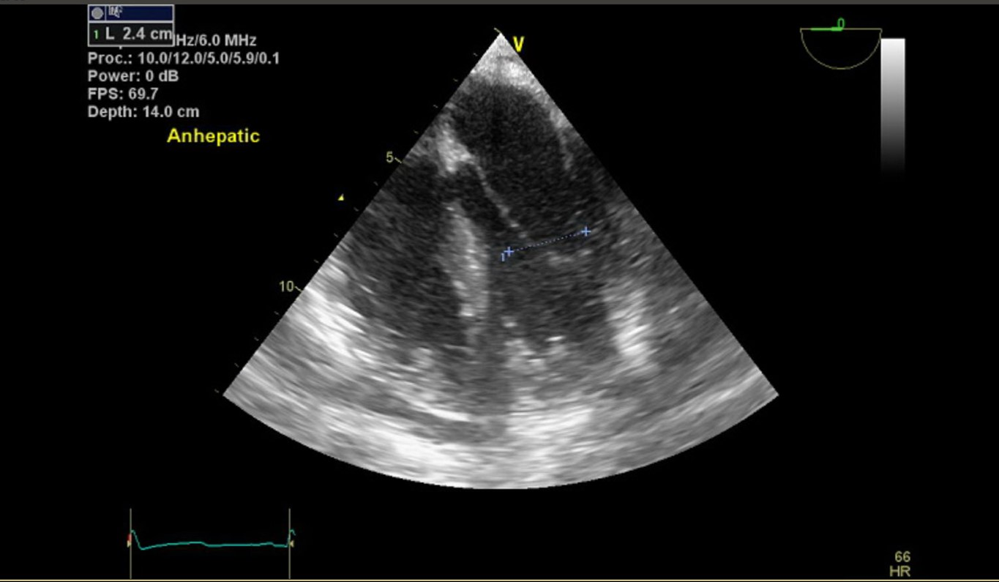 1 L 2.4 cm
Hz/6.0 MHz
Proc.: 10.0/12.0/5.0/5.9/0.1
Power: 0 dB
FPS: 69.7
Depth: 14.0 cm
Anhepatic
V
0
5
10
1
66
HR